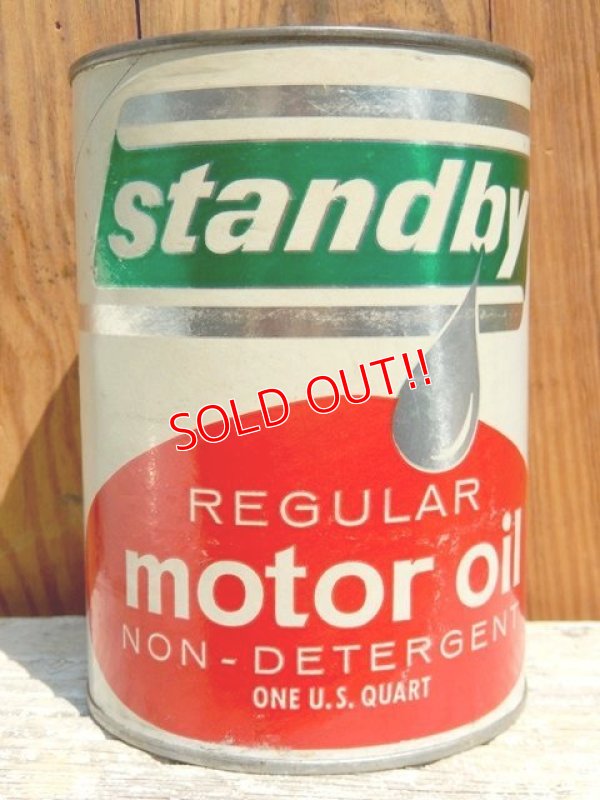 standby
SOLD OUT!!
REGULAR
motor oil
NON-DETERGENT
ONE U.S. QUART